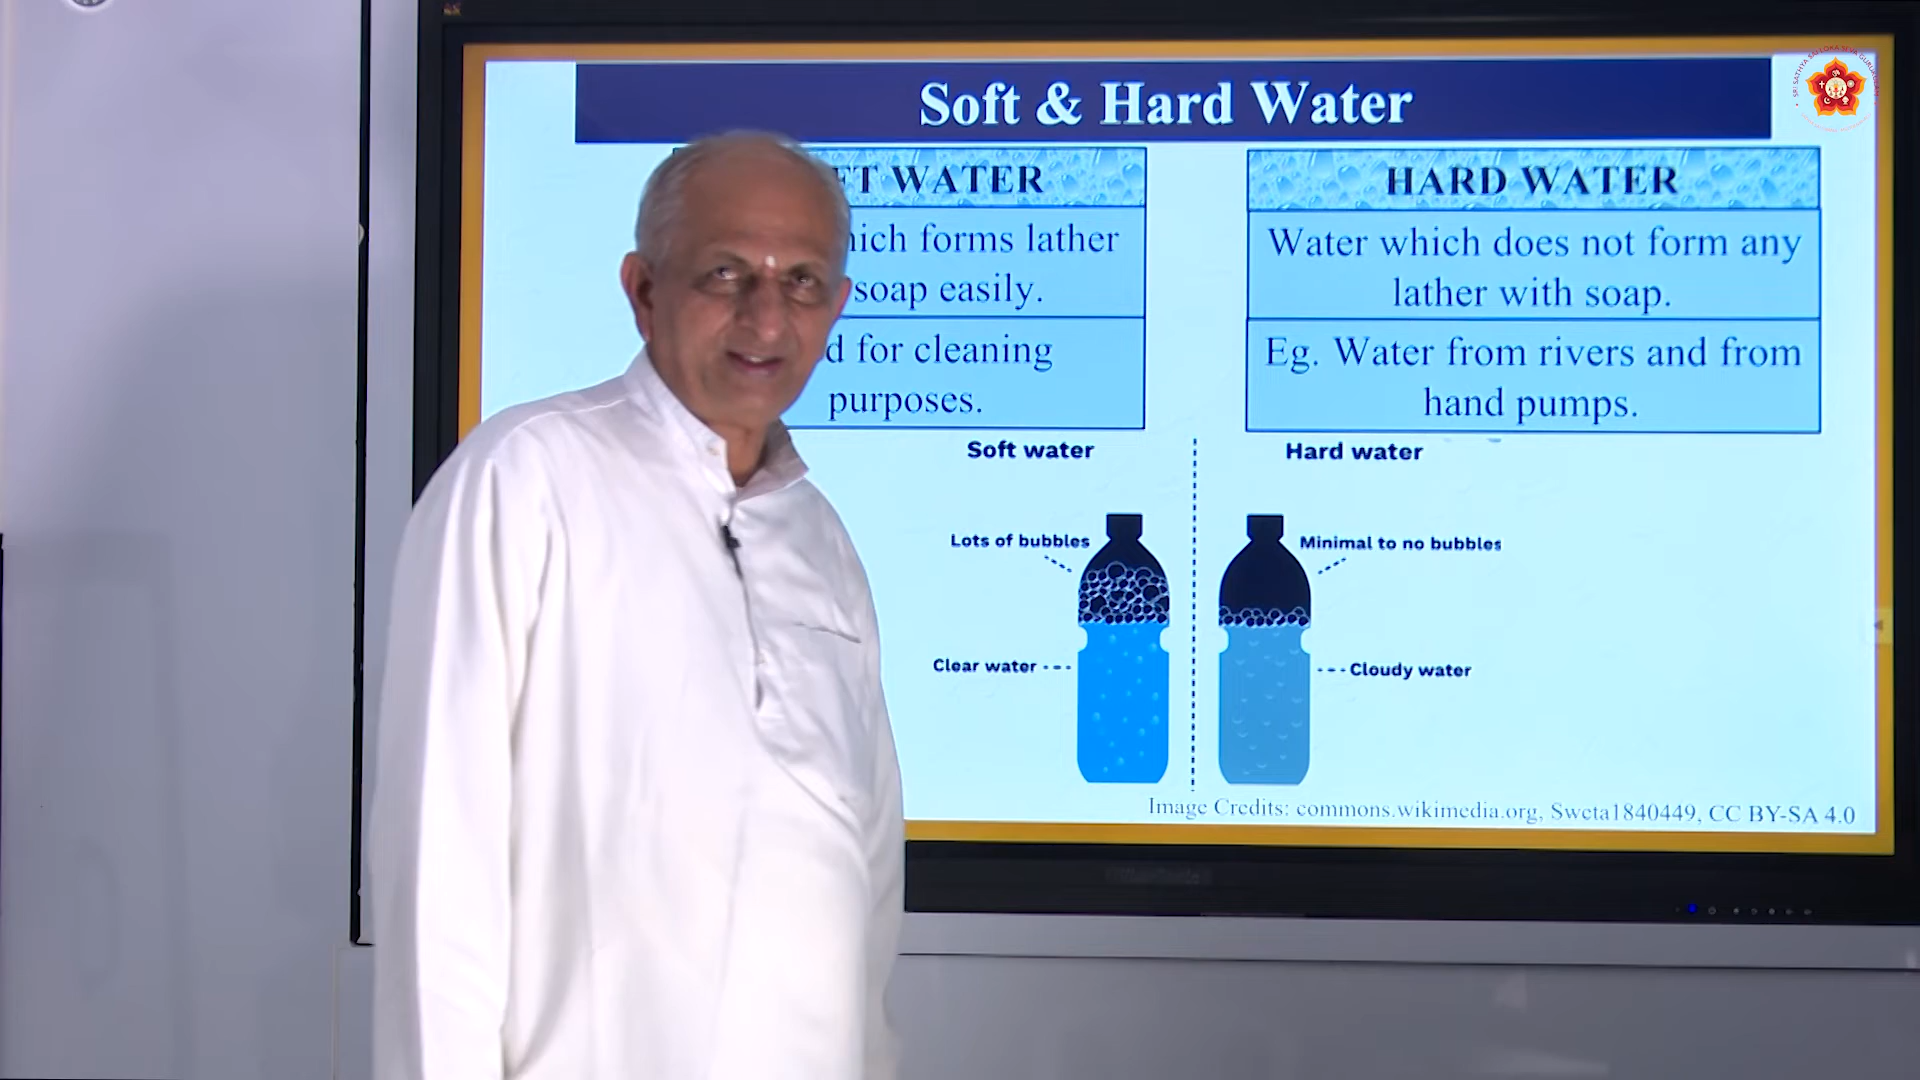 Soft & Hard Water
FT WATER
hich forms lather
soap easily.
d for cleaning
purposes.
HARD WATER
Water which does not form any
lather with soap.
Eg. Water from rivers and from
hand pumps.
Soft water
Lots of bubbles
Clear water
Hard water
Minimal to no bubbles
Cloudy water
Image Credits: commons.wikimedia.org, Sweta1840449, CC BY-SA 4.0